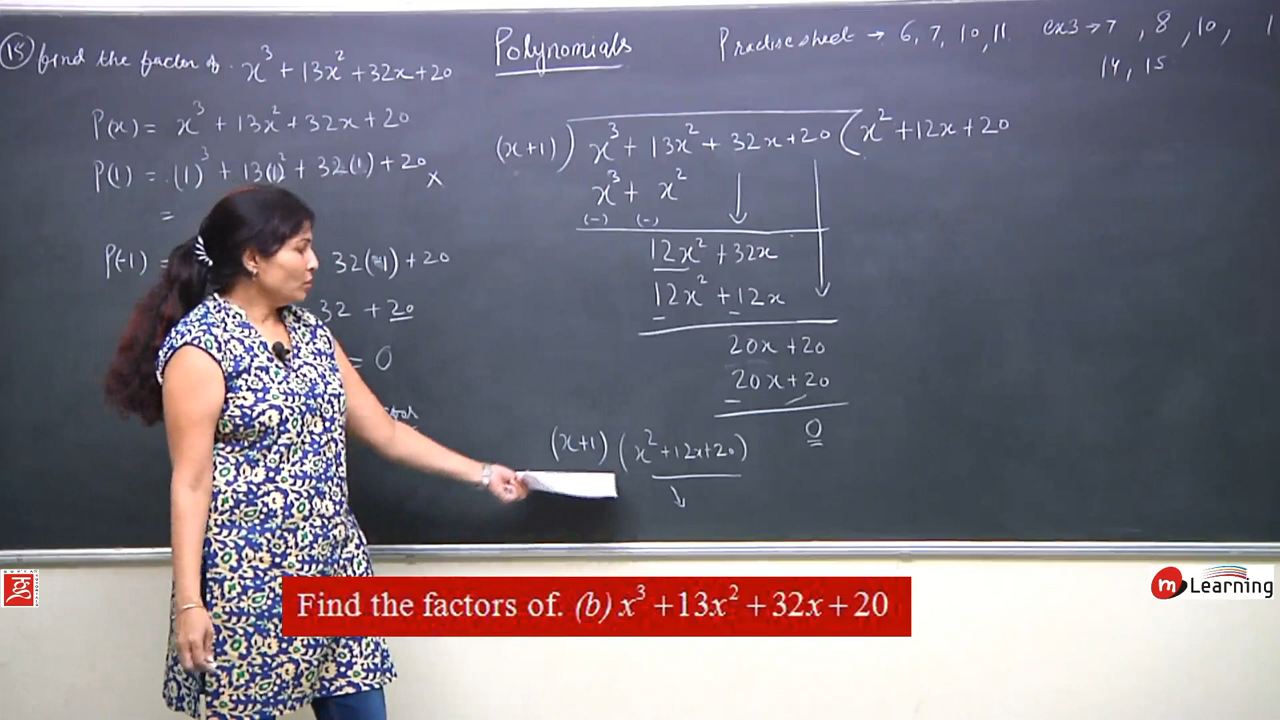 (15) find the factor of x³ + 13x² + 32x + 20
Polynomials
Practise sheet → 6, 7, 10, 11 ex3 → 7, 8, 10, 1
14, 15
P(x) = x³ + 13x² + 32x + 20
P(1) = (1)³ + 13(1)² + 32(1) + 20 x
=
P(-1) = 32(-1) + 20
32 + 20
= 0
(x+1) ) x³ + 13x² + 32x + 20 ( x² + 12x + 20
x³ + x²
(-) (-)
12x² + 32x
12x² + 12x
- -
20x + 20
20x + 20
- -
0
(x+1) (x² + 12x + 20)
Find the factors of. (b) x³ + 13x² + 32x + 20
m Learning